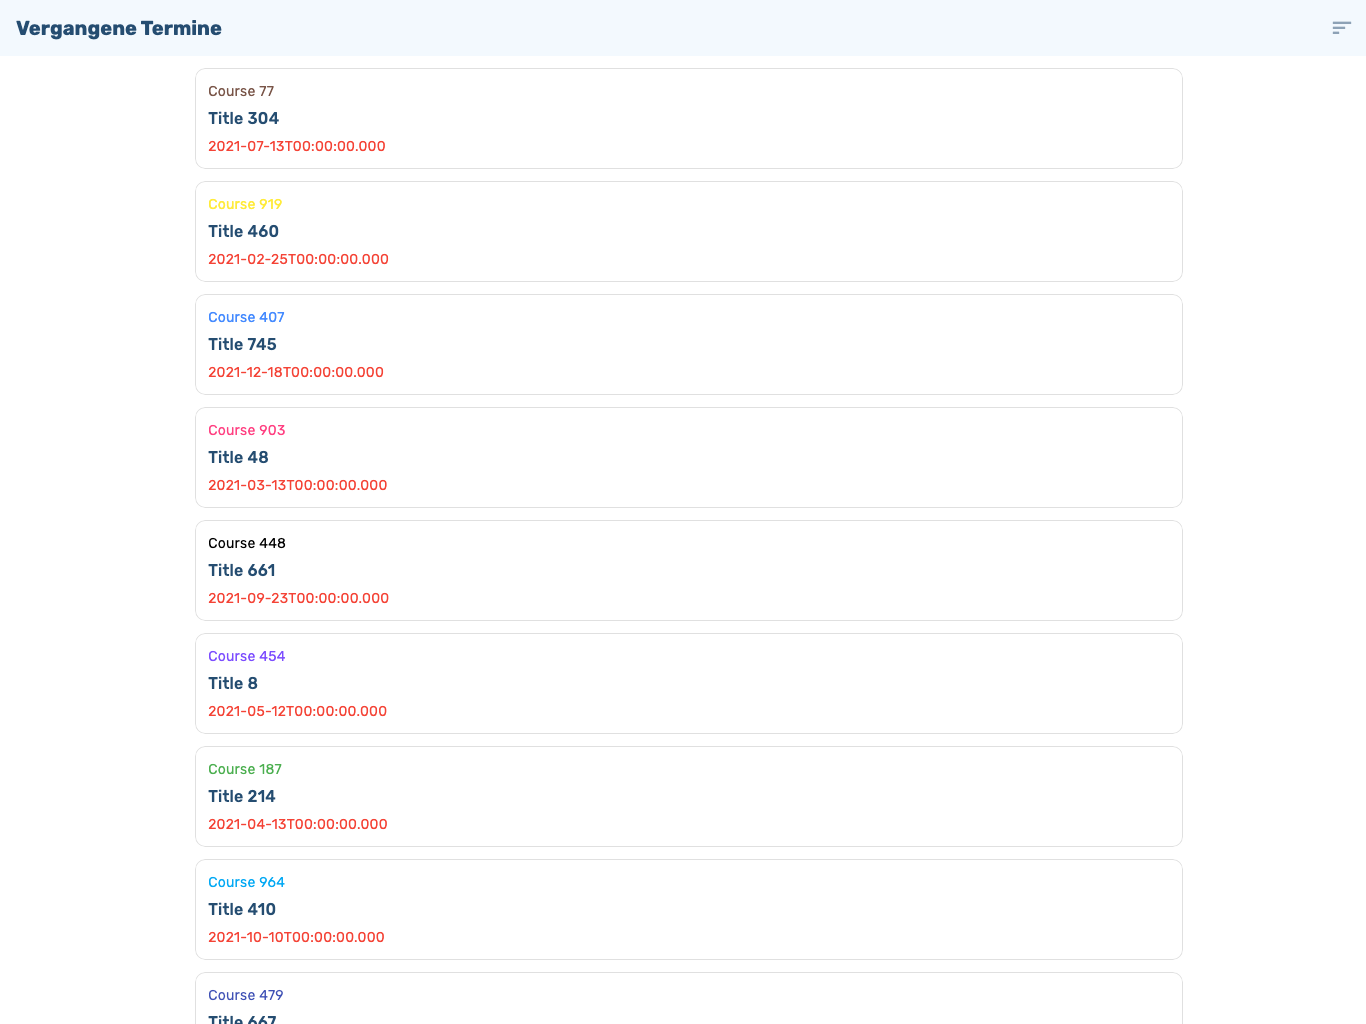 Vergangene Termine
Course 77
Title 304
2021-07-13T00:00:00.000
Course 919
Title 460
2021-02-25T00:00:00.000
Course 407
Title 745
2021-12-18T00:00:00.000
Course 903
Title 48
2021-03-13T00:00:00.000
Course 448
Title 661
2021-09-23T00:00:00.000
Course 454
Title 8
2021-05-12T00:00:00.000
Course 187
Title 214
2021-04-13T00:00:00.000
Course 964
Title 410
2021-10-10T00:00:00.000
Course 479
Title 667